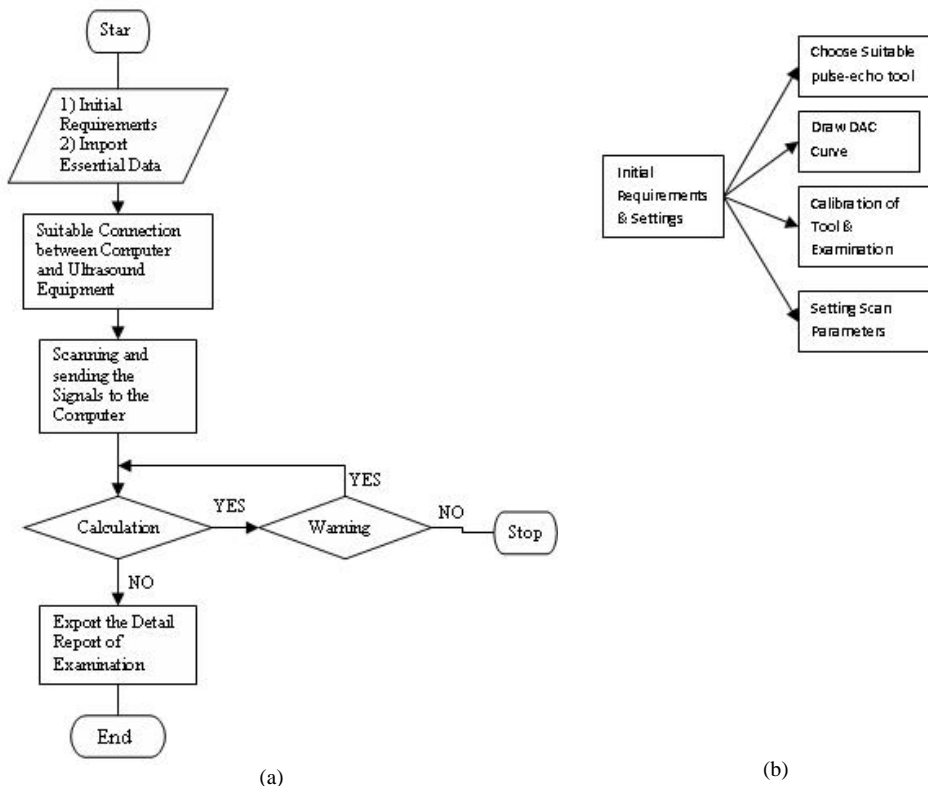 Star
1) Initial
Requirements
2) Import
Essential Data
Suitable Connection
between Computer
and Ultrasound
Equipment
Scanning and
sending the
Signals to the
Computer
YES
YES
NO
Calculation
Warning
Stop
NO
Export the Detail
Report of
Examination
End
(a)
Initial
Requirements
& Settings
Choose Suitable
pulse-echo tool
Draw DAC
Curve
Calibration of
Tool &
Examination
Setting Scan
Parameters
(b)